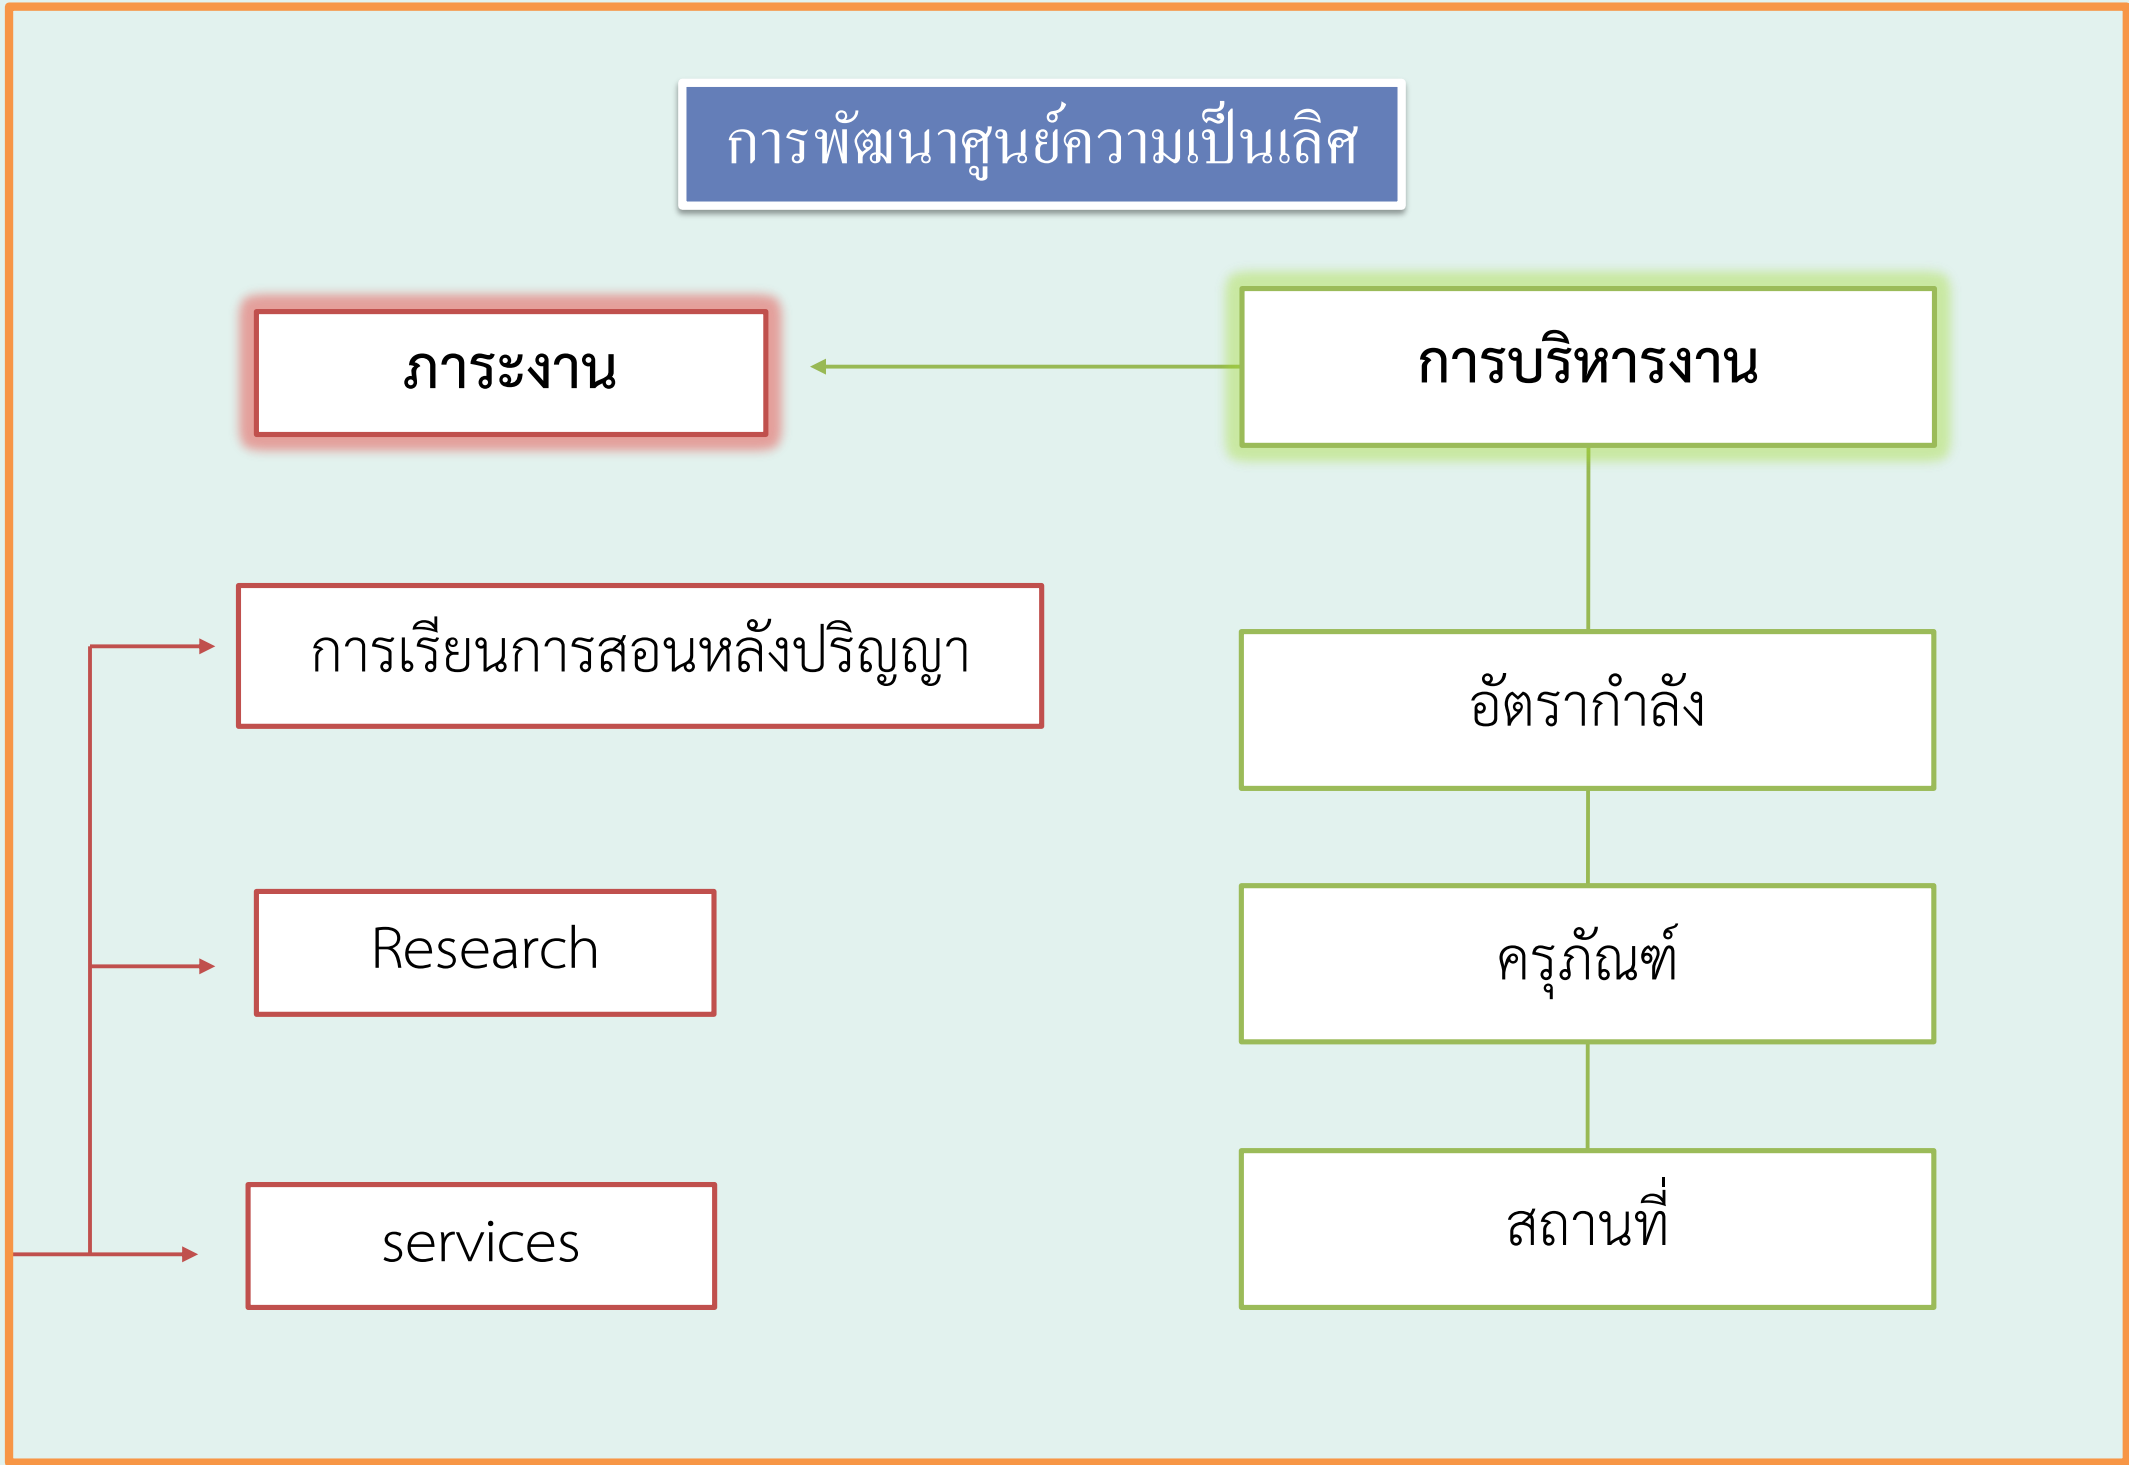 การพัฒนาศูนย์ความเป็นเลิศ
ภาระงาน
การบริหารงาน
การเรียนการสอนหลังปริญญา
อัตรากำลัง
Research
ครุภัณฑ์
services
สถานที่